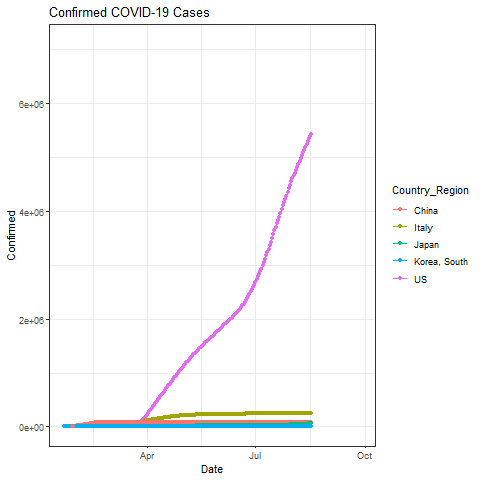 Confirmed COVID-19 Cases
6e+06
4e+06
2e+06
0e+00
Confirmed
Apr
Jul
Oct
Date
Country_Region
China
Italy
Japan
Korea, South
US